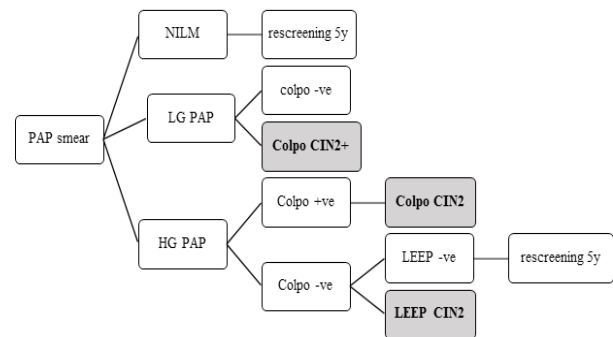 NILM
rescreening 5y
colpo -ve
LG PAP
PAP smear
Colpo CIN2+
Colpo +ve
Colpo CIN2
HG PAP
LEEP -ve
rescreening 5y
Colpo -ve
LEEP CIN2